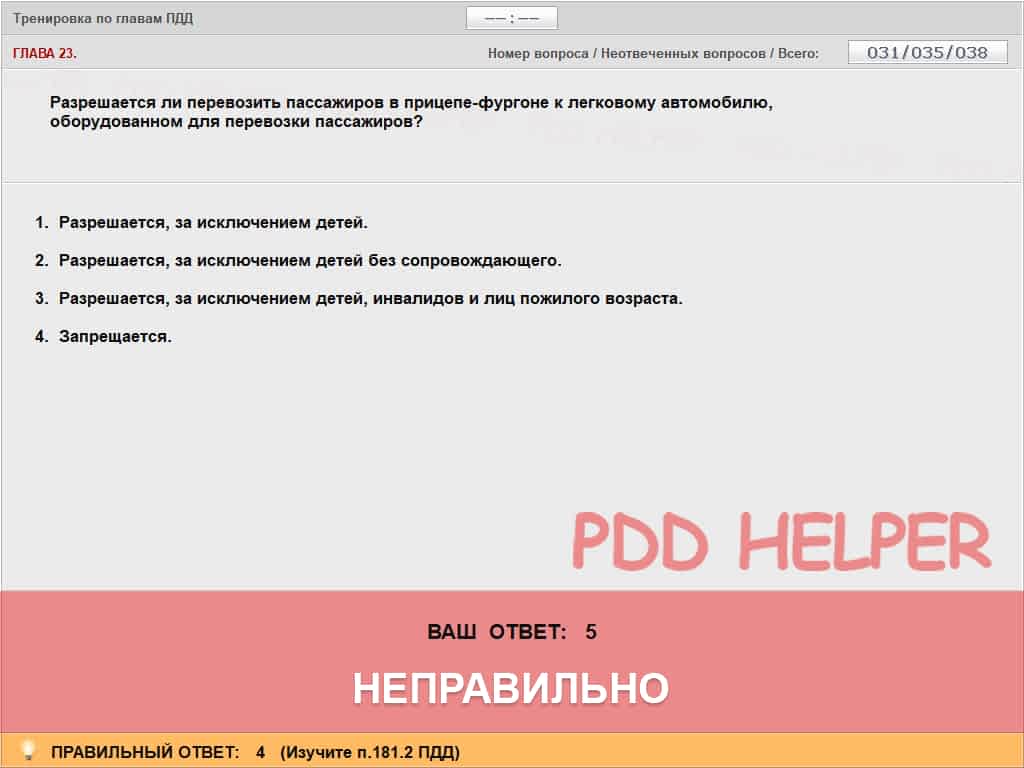 Тренировка по главам ПДД
–– : ––
ГЛАВА 23.
Номер вопроса / Неотвеченных вопросов / Всего:
031/035/038
Разрешается ли перевозить пассажиров в прицепе-фургоне к легковому автомобилю,
оборудованном для перевозки пассажиров?
1. Разрешается, за исключением детей.
2. Разрешается, за исключением детей без сопровождающего.
3. Разрешается, за исключением детей, инвалидов и лиц пожилого возраста.
4. Запрещается.
PDD HELPER
ВАШ ОТВЕТ: 5
НЕПРАВИЛЬНО
ПРАВИЛЬНЫЙ ОТВЕТ: 4 (Изучите п.181.2 ПДД)